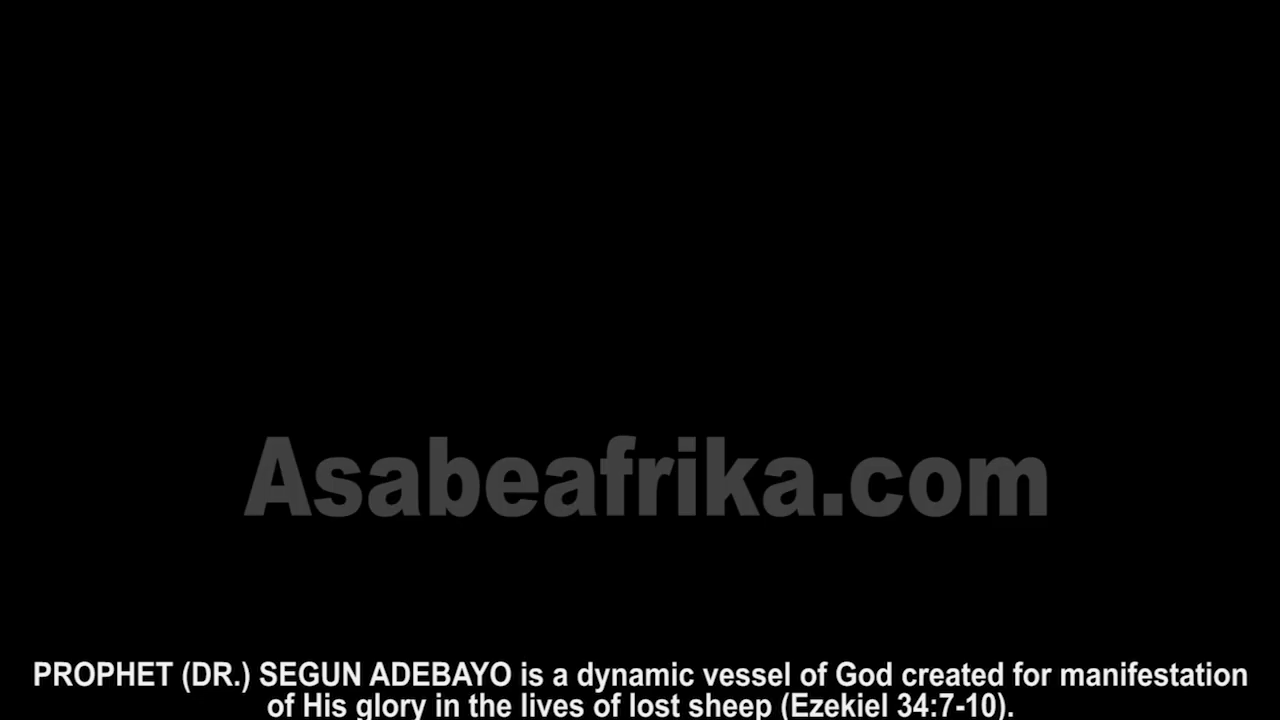 Asabeafrika.com
PROPHET (DR.) SEGUN ADEBAYO is a dynamic vessel of God created for manifestation
of His glory in the lives of lost sheep (Ezekiel 34:7-10).